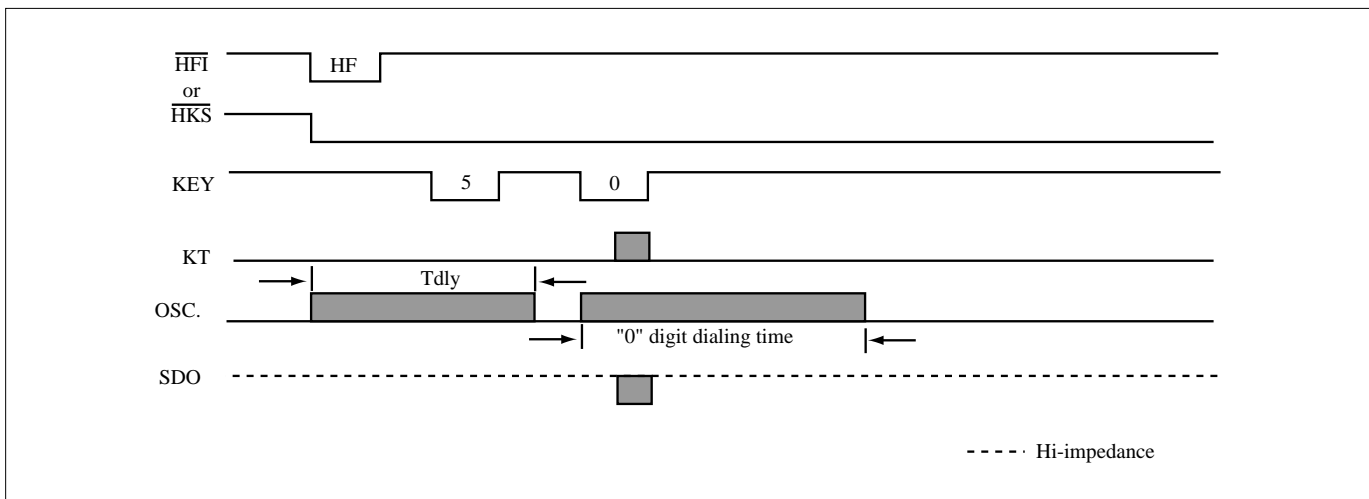 HFI HF
or
HKS
KEY 5 0
KT
Tdly
OSC.
"0" digit dialing time
SDO
Hi-impedance